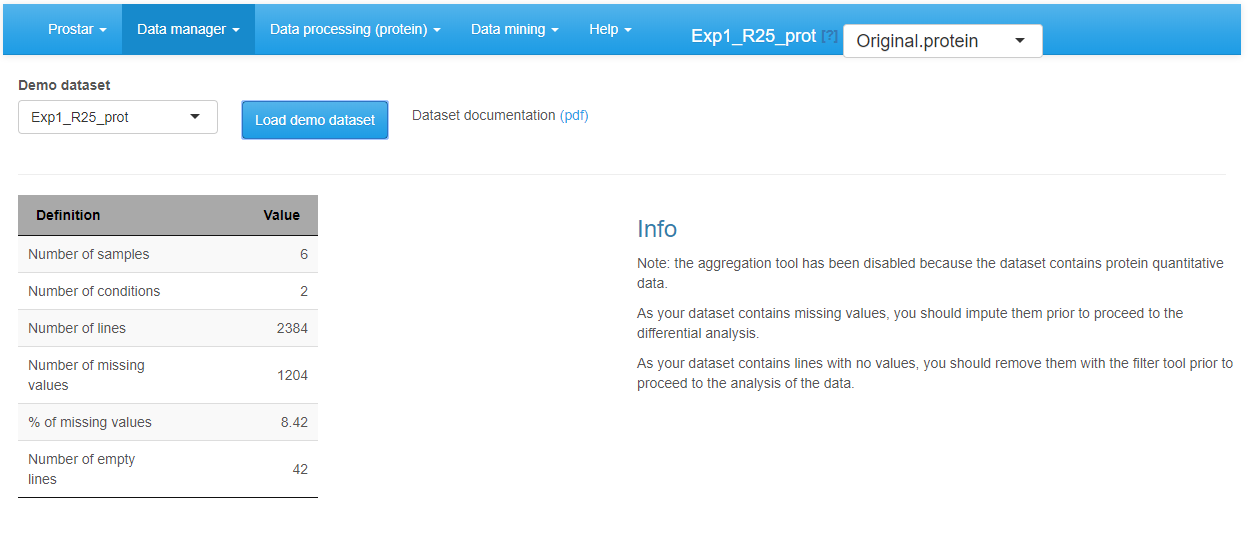 Prostar Data manager Data processing (protein) Data mining Help Exp1_R25_prot [?] Original.protein
Demo dataset
Exp1_R25_prot Load demo dataset Dataset documentation (pdf)
Definition Value
Number of samples 6
Number of conditions 2
Number of lines 2384
Number of missing
values 1204
% of missing values 8.42
Number of empty
lines 42
Info
Note: the aggregation tool has been disabled because the dataset contains protein quantitative
data.
As your dataset contains missing values, you should impute them prior to proceed to the
differential analysis.
As your dataset contains lines with no values, you should remove them with the filter tool prior to
proceed to the analysis of the data.